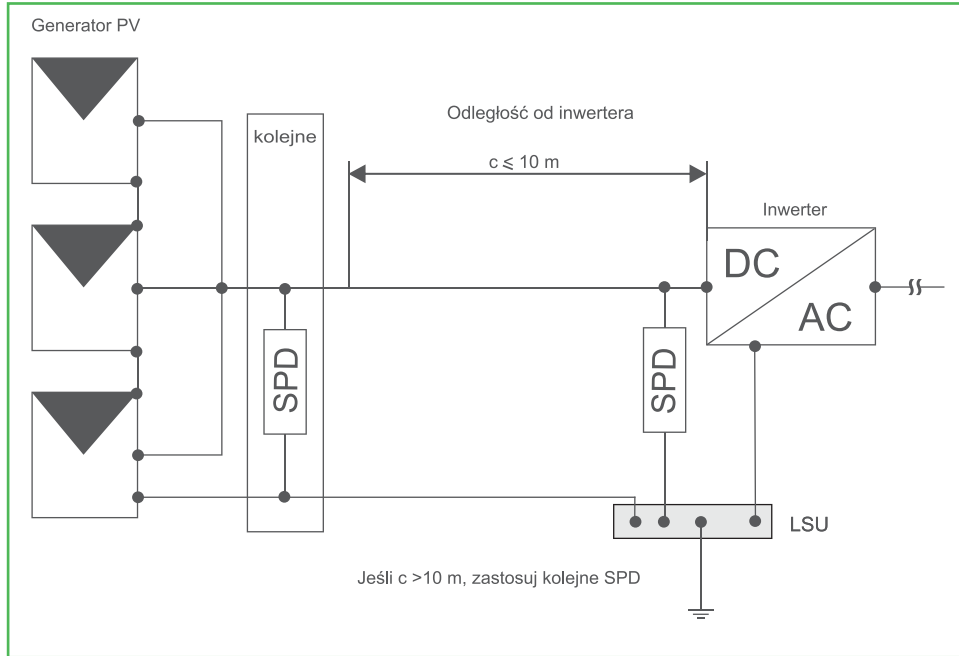 Generator PV
kolejne
Odległość od inwertera
c ⩽ 10 m
Inwerter
DC
AC
SPD
SPD
LSU
Jeśli c >10 m, zastosuj kolejne SPD